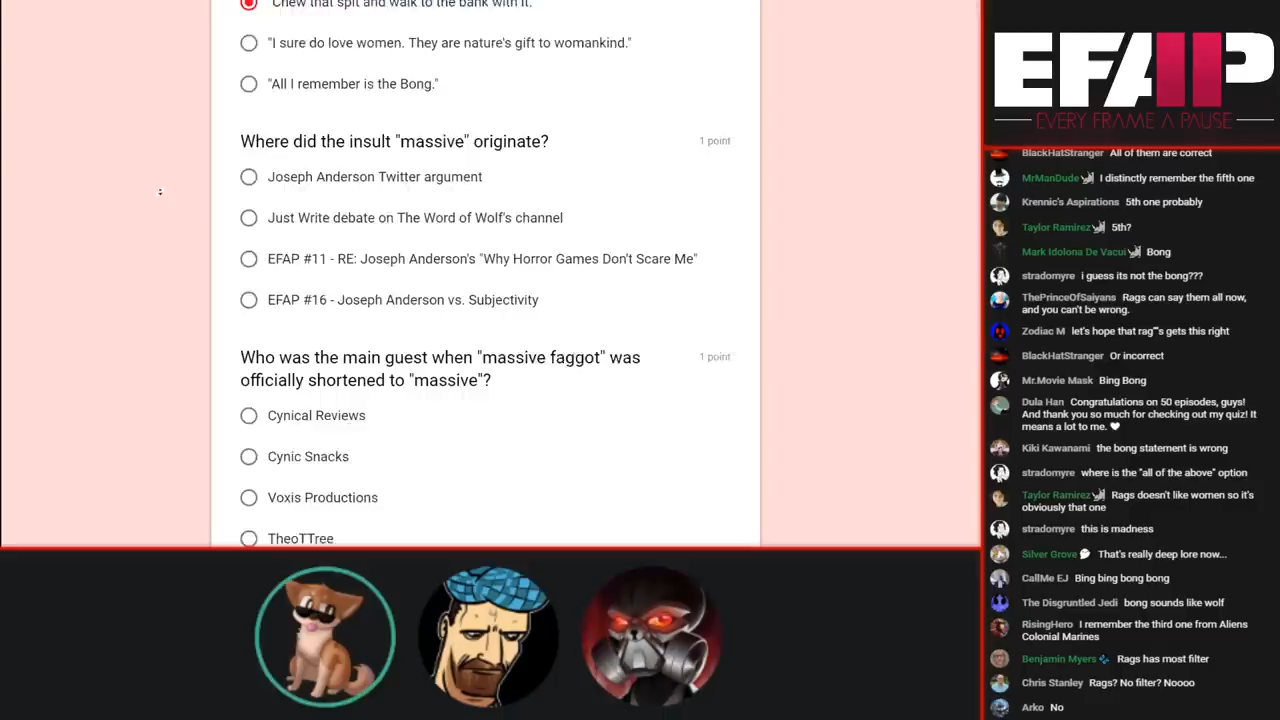 "Chew that spit and walk to the bank with it."
"I sure do love women. They are nature's gift to womankind."
"All I remember is the Bong."
Where did the insult "massive" originate?
1 point
Joseph Anderson Twitter argument
Just Write debate on The Word of Wolf's channel
EFAP #11 - RE: Joseph Anderson's "Why Horror Games Don't Scare Me"
EFAP #16 - Joseph Anderson vs. Subjectivity
Who was the main guest when "massive faggot" was
officially shortened to "massive"?
1 point
Cynical Reviews
Cynic Snacks
Voxis Productions
TheoTTree
EFAP
EVERY FRAME A PAUSE
BlackHatStranger All of them are correct
MrManDude I distinctly remember the fifth one
Krennic's Aspirations 5th one probably
Taylor Ramirez 5th?
Mark Idolona De Vacui Bong
stradomyre i guess its not the bong???
ThePrinceOfSaiyans Rags can say them all now,
and you can't be wrong.
Zodiac M let's hope that rag""s gets this right
BlackHatStranger Or incorrect
Mr.Movie Mask Bing Bong
Dula Han Congratulations on 50 episodes, guys!
And thank you so much for checking out my quiz! It
means a lot to me. ♥
Kiki Kawanami the bong statement is wrong
stradomyre where is the "all of the above" option
Taylor Ramirez Rags doesn't like women so it's
obviously that one
stradomyre this is madness
Silver Grove That's really deep lore now...
CallMe EJ Bing bing bong bong
The Disgruntled Jedi bong sounds like wolf
RisingHero I remember the third one from Aliens
Colonial Marines
Benjamin Myers Rags has most filter
Chris Stanley Rags? No filter? Noooo
Arko No